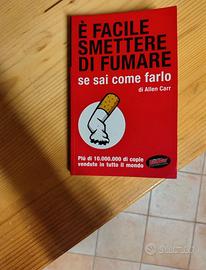 È FACILE
SMETTERE
DI FUMARE
se sai come farlo
di Allen Carr
Più di 10.000.000 di copie
vendute in tutto il mondo
subito